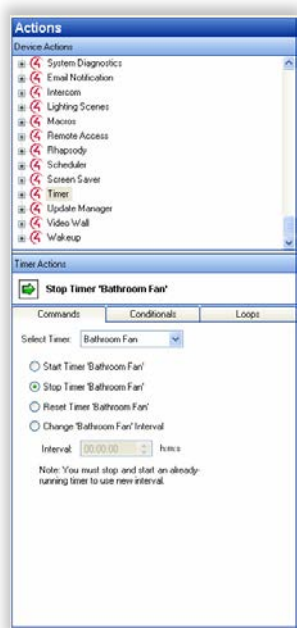 Actions
Device Actions
System Diagnostics
Email Notification
Intercom
Lighting Scenes
Macros
Remote Access
Rhapsody
Scheduler
Screen Saver
Timer
Update Manager
Video Wall
Wakeup
Timer Actions
Stop Timer 'Bathroom Fan'
Commands Conditionals Loops
Select Timer: Bathroom Fan
Start Timer 'Bathroom Fan'
Stop Timer 'Bathroom Fan'
Reset Timer 'Bathroom Fan'
Change 'Bathroom Fan' Interval
Interval: 00:00:00 h:m:s
Note: You must stop and start an already-
running timer to use new interval.